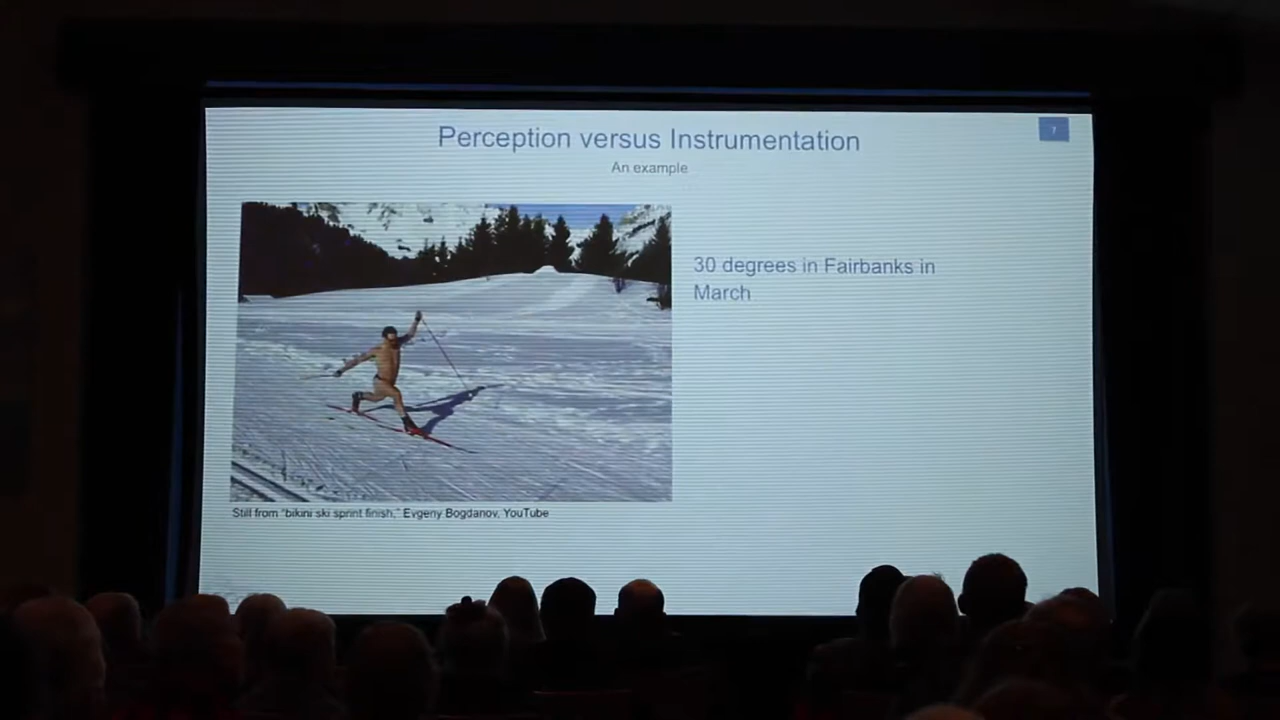 Perception versus Instrumentation
7
An example
30 degrees in Fairbanks in
March
Still from "bikini ski sprint finish," Evgeny Bogdanov, YouTube